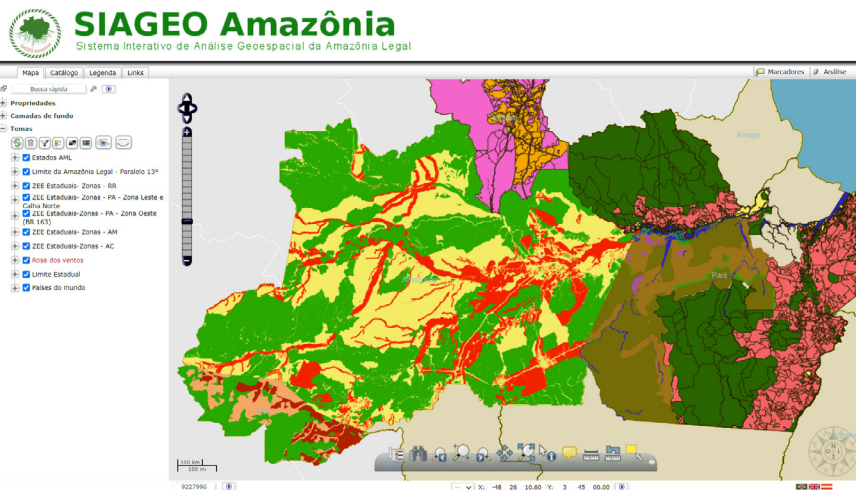 SIAGEO Amazônia
Sistema Interativo de Análise Geoespacial da Amazônia Legal
Mapa
Catálogo
Legenda
Links
Marcadores
Análise
Busca rápida
Propriedades
Camadas de fundo
Temas
Estados AML
Limite da Amazônia Legal - Paralelo 13º
ZEE Estaduais- Zonas - RR
ZEE Estaduais-Zonas - PA - Zona Leste e
Calha Norte
ZEE Estaduais-Zonas - PA - Zona Oeste
(BR 163)
ZEE Estaduais-Zonas - AM
ZEE Estaduais-Zonas - AC
Rosa dos ventos
Limite Estadual
Países do mundo
Amapá
Pará
100 km
100 mi
9227996
--
X: -48 26 10.60 Y: 3 45 00.00